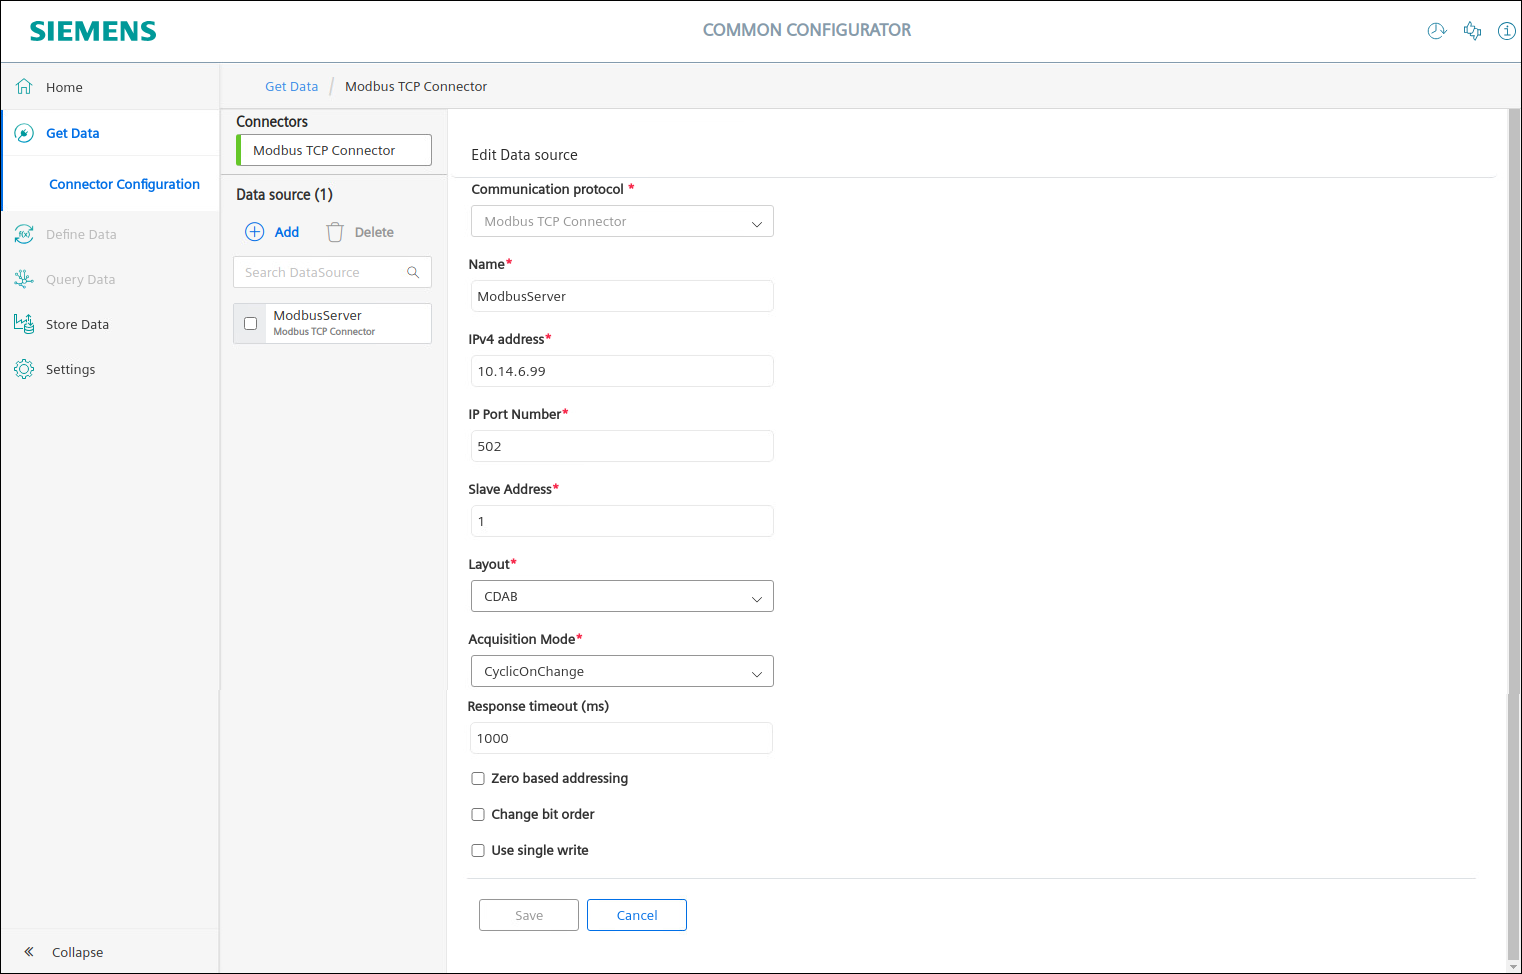 SIEMENS
COMMON CONFIGURATOR
Home
Get Data
Connector Configuration
Define Data
Query Data
Store Data
Settings
Collapse
Get Data / Modbus TCP Connector
Connectors
Modbus TCP Connector
Data source (1)
Add
Delete
Search DataSource
ModbusServer
Modbus TCP Connector
Edit Data source
Communication protocol *
Modbus TCP Connector
Name*
ModbusServer
IPv4 address*
10.14.6.99
IP Port Number*
502
Slave Address*
1
Layout*
CDAB
Acquisition Mode*
CyclicOnChange
Response timeout (ms)
1000
Zero based addressing
Change bit order
Use single write
Save
Cancel